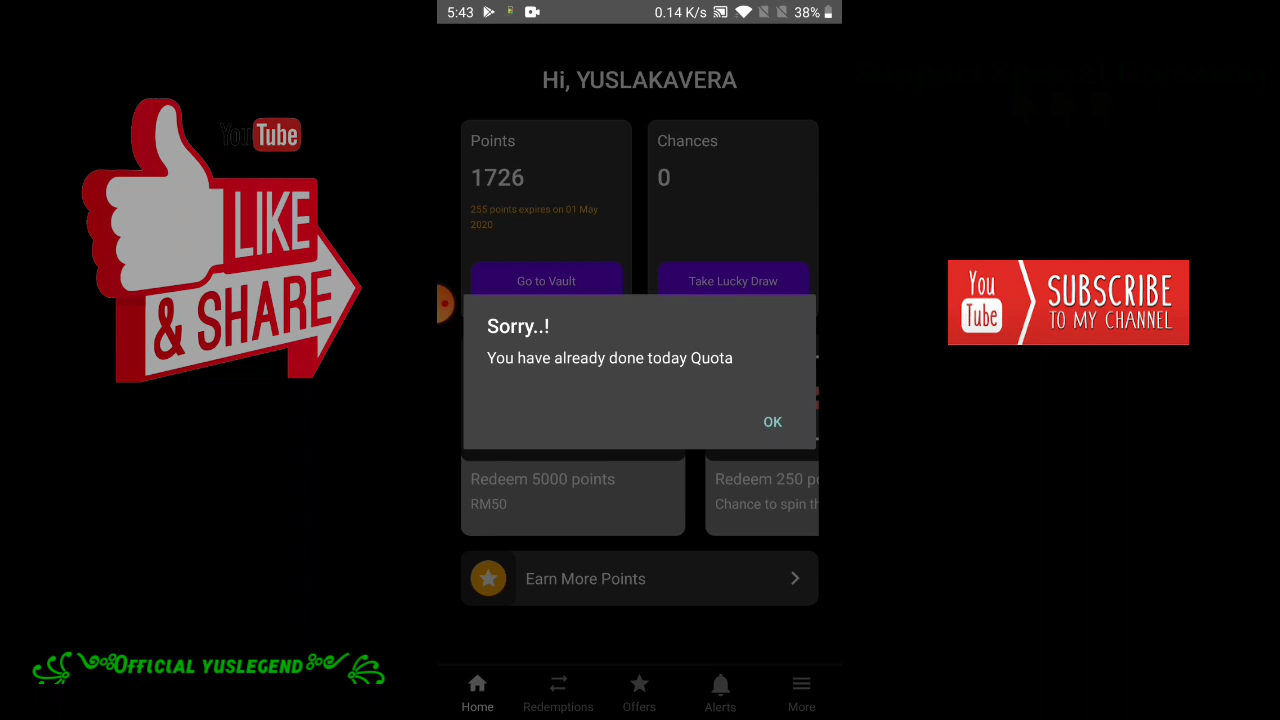 5:43 0.14 K/s 38%
Hi, YUSLAKAVERA
Points
1726
255 points expires on 01 May
2020
Go to Vault
Chances
0
Take Lucky Draw
Sorry..!
You have already done today Quota
OK
Redeem 5000 points
RM50
Redeem 250 po
Chance to spin th
Earn More Points
Home Redemptions Offers Alerts More
YouTube
LIKE
& SHARE
You
Tube
SUBSCRIBE
TO MY CHANNEL
OFFICIAL YUSLEGEND